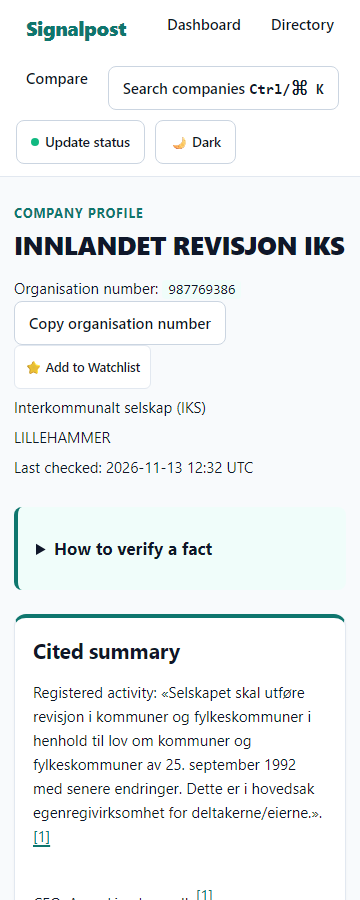 Signalpost
Dashboard
Directory
Compare
Search companies Ctrl/⌘ K
Update status
🌙 Dark
COMPANY PROFILE
INNLANDET REVISJON IKS
Organisation number: 987769386
Copy organisation number
⭐ Add to Watchlist
Interkommunalt selskap (IKS)
LILLEHAMMER
Last checked: 2026-11-13 12:32 UTC
▶ How to verify a fact
Cited summary
Registered activity: «Selskapet skal utføre
revisjon i kommuner og fylkeskommuner i
henhold til lov om kommuner og
fylkeskommuner av 25. september 1992
med senere endringer. Dette er i hovedsak
egenregivirksomhet for deltakerne/eierne.».
[1]
[1]